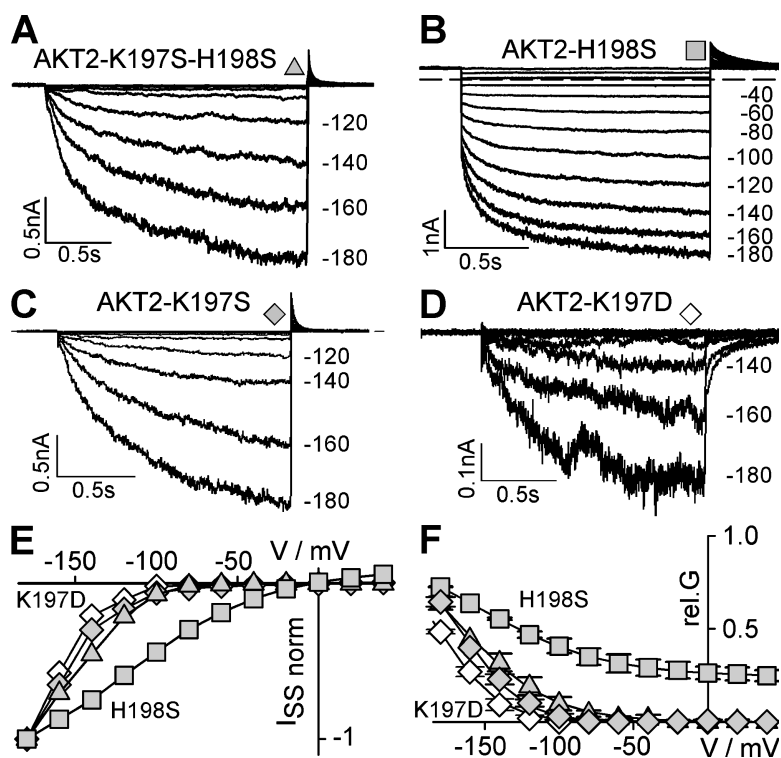 A
AKT2-K197S-H198S
-120
-140
-160
-180
0.5nA
0.5s
B
AKT2-H198S
-40
-60
-80
-100
-120
-140
-160
-180
1nA
0.5s
C
AKT2-K197S
-120
-140
-160
-180
0.5nA
0.5s
D
AKT2-K197D
-140
-160
-180
0.1nA
0.5s
E
-150 -100 -50 V / mV
K197D
H198S
ISS norm
-1
F
1.0
rel.G
H198S
0.5
K197D
-150 -100 -50 V / mV